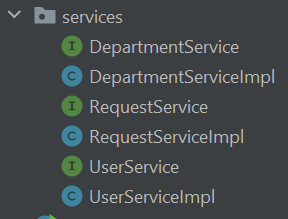 services
I DepartmentService
C DepartmentServiceImpl
I RequestService
C RequestServiceImpl
I UserService
C UserServiceImpl